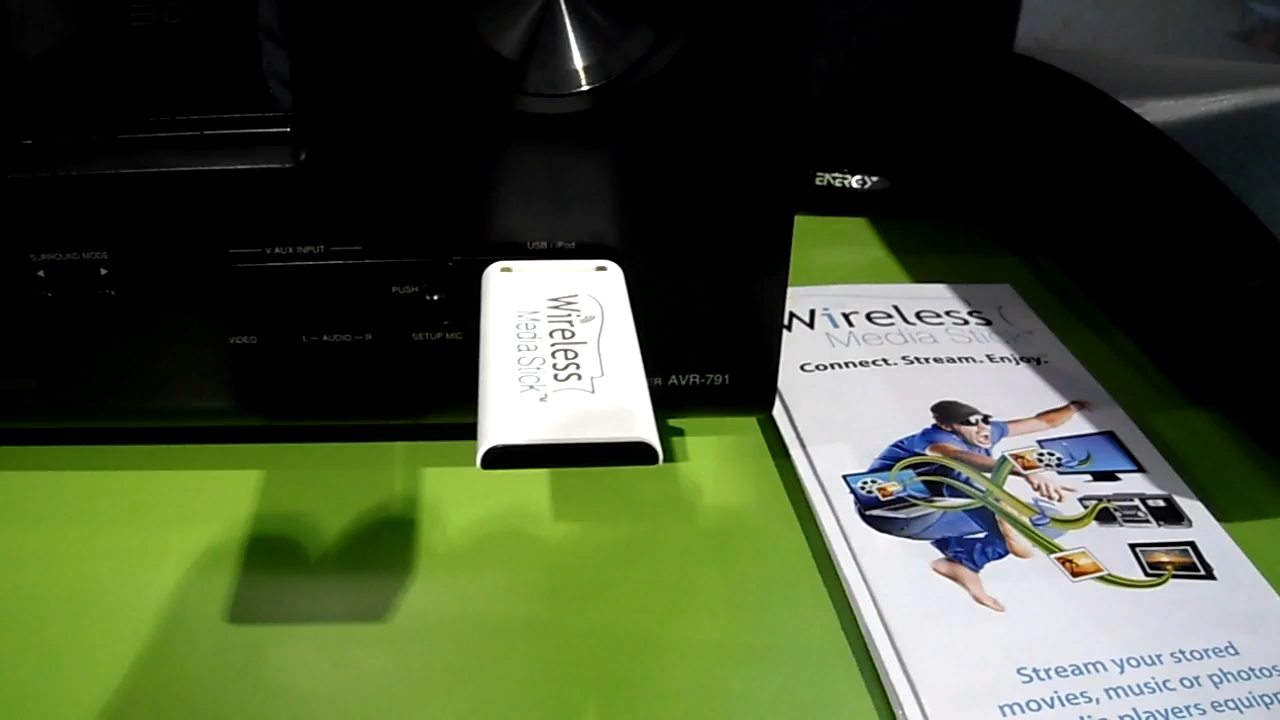 SURROUND MODE
V AUX INPUT
PUSH
VIDEO
L — AUDIO — R
SETUP MIC
USB / iPod
AVR-791
Wireless
Media Stick™
ENERGY
Wireless
Media Stick
Connect. Stream. Enjoy.
Stream your stored
movies, music or photos